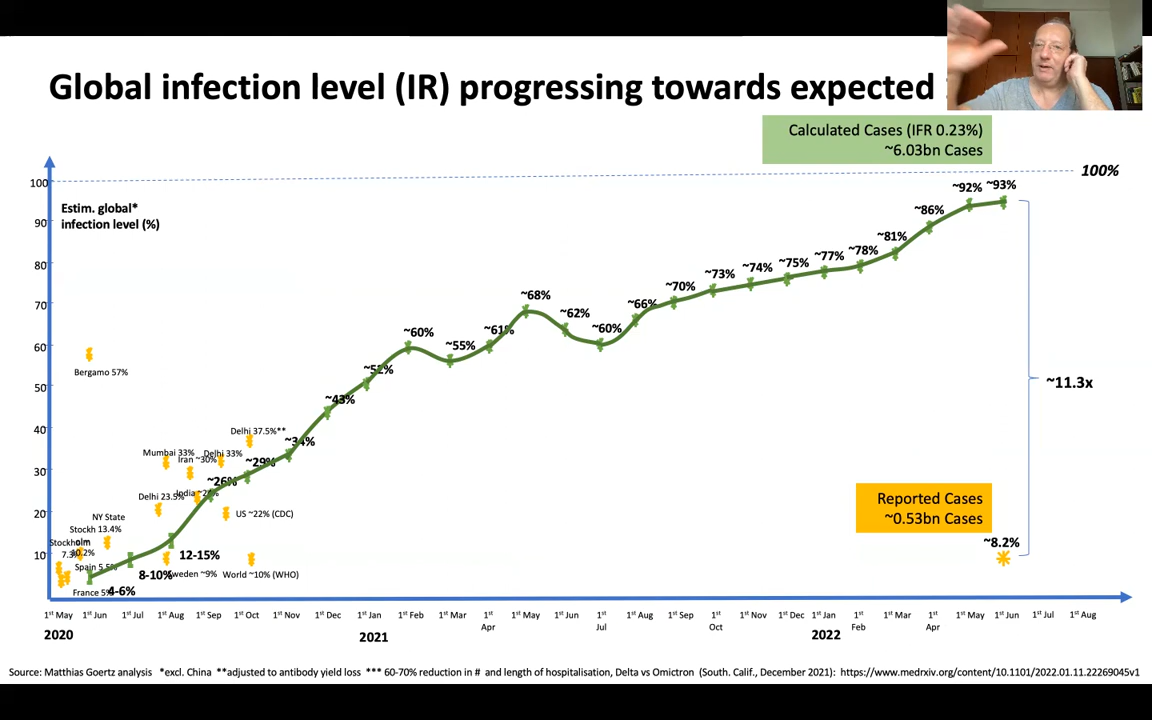 Global infection level (IR) progressing towards expected
Calculated Cases (IFR 0.23%)
~6.03bn Cases
100%
100
90
80
70
60
50
40
30
20
10
Estim. global*
infection level (%)
~93%
~92%
~86%
~81%
~78%
~77%
~75%
~74%
~73%
~70%
~66%
~60%
~62%
~68%
~61%
~55%
~60%
~52%
~43%
~34%
~29%
~26%
12-15%
8-10%
4-6%
~11.3x
Bergamo 57%
Delhi 37.5%**
Mumbai 33%
Iran ~30%
Delhi 33%
Delhi 23.5%
US ~22% (CDC)
NY State
Stockh 13.4%
Stockholm
10.2%
Spain 5.5%
France 5%
Sweden ~9%
World ~10% (WHO)
Reported Cases
~0.53bn Cases
~8.2%
1st May
1st Jun
1st Jul
1st Aug
1st Sep
1st Oct
1st Nov
1st Dec
1st Jan
1st Feb
1st Mar
1st
Apr
1st May
1st Jun
1st
Jul
1st Aug
1st Sep
1st
Oct
1st Nov
1st Dec
1st Jan
1st
Feb
1st Mar
1st
Apr
1st May
1st Jun
1st Jul
1st Aug
2020
2021
2022
Source: Matthias Goertz analysis *excl. China **adjusted to antibody yield loss *** 60-70% reduction in # and length of hospitalisation, Delta vs Omictron (South. Calif., December 2021): https://www.medrxiv.org/content/10.1101/2022.01.11.22269045v1